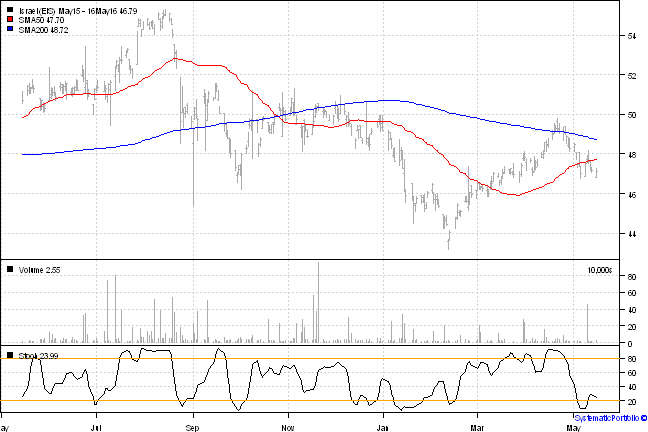 Israel(EIS) May15 - 16May16 46.79
SMA50 47.70
SMA200 48.72
54
52
50
48
46
44
Volume 2.55
10,000s
80
60
40
20
0
Stoch 23.99
80
60
40
20
ay Jul Sep Nov Jan Mar May
SystematicPortfolio ©